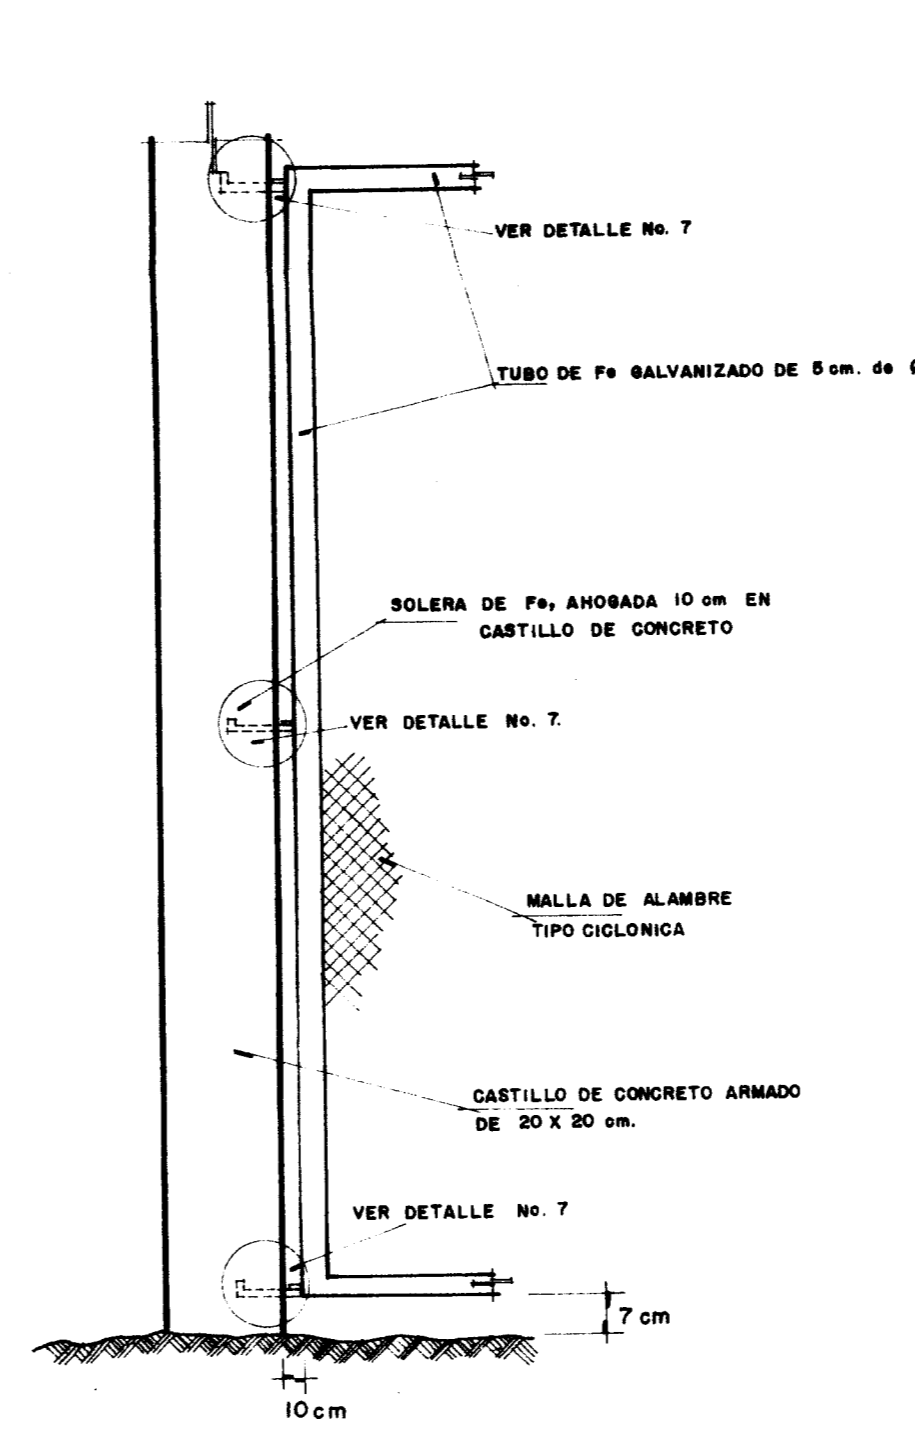 VER DETALLE No. 7
TUBO DE Fe GALVANIZADO DE 5 cm. de
SOLERA DE Fe, AHOGADA 10 cm EN
CASTILLO DE CONCRETO
VER DETALLE No. 7.
MALLA DE ALAMBRE
TIPO CICLONICA
CASTILLO DE CONCRETO ARMADO
DE 20 X 20 cm.
VER DETALLE No. 7
7 cm
10 cm